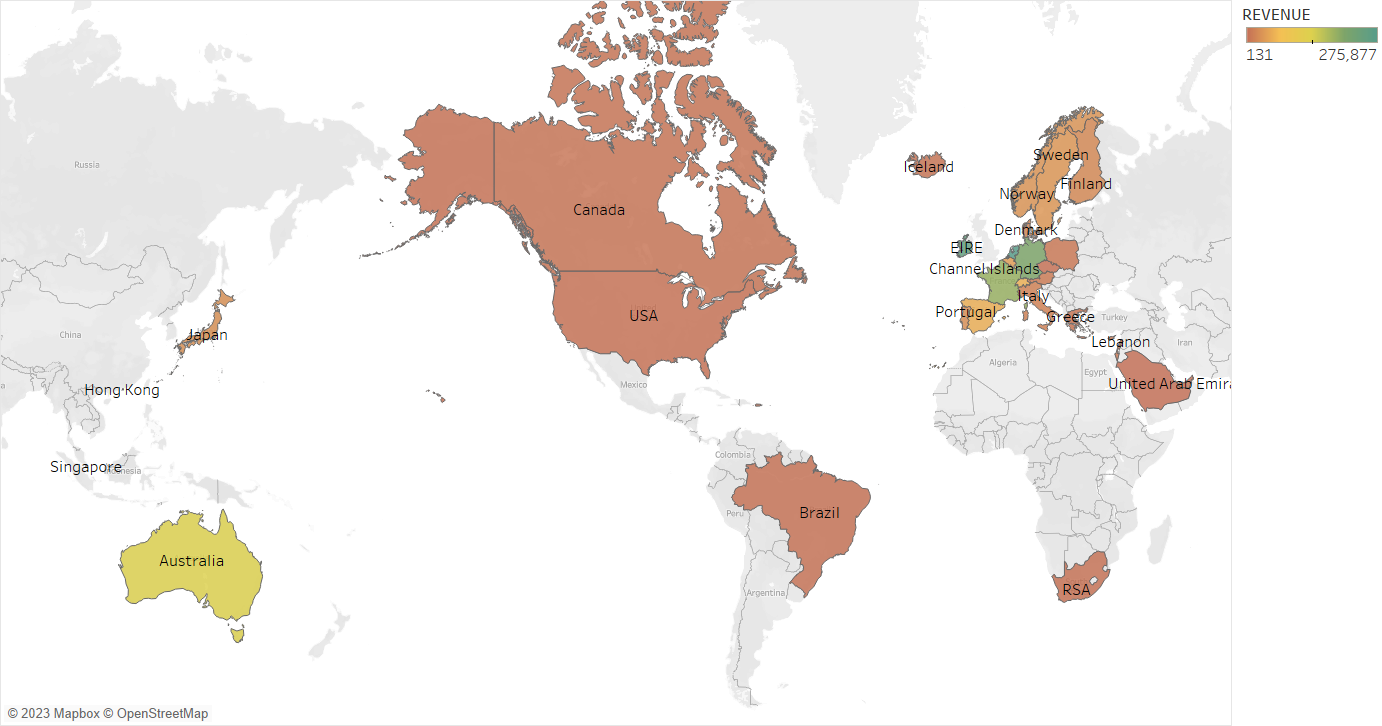 REVENUE
131
275,877
Russia
Iceland
Sweden
Finland
Canada
Norway
Denmark
EIRE
ChannelIslands
Italy
USA
Portugal
Greece
Turkey
China
Japan
Lebanon
Iran
Algeria
Egypt
Mexico
United Arab Emira
Hong Kong
Colombia
Singapore
nesia
Peru
Brazil
Australia
Argentina
RSA
© 2023 Mapbox © OpenStreetMap